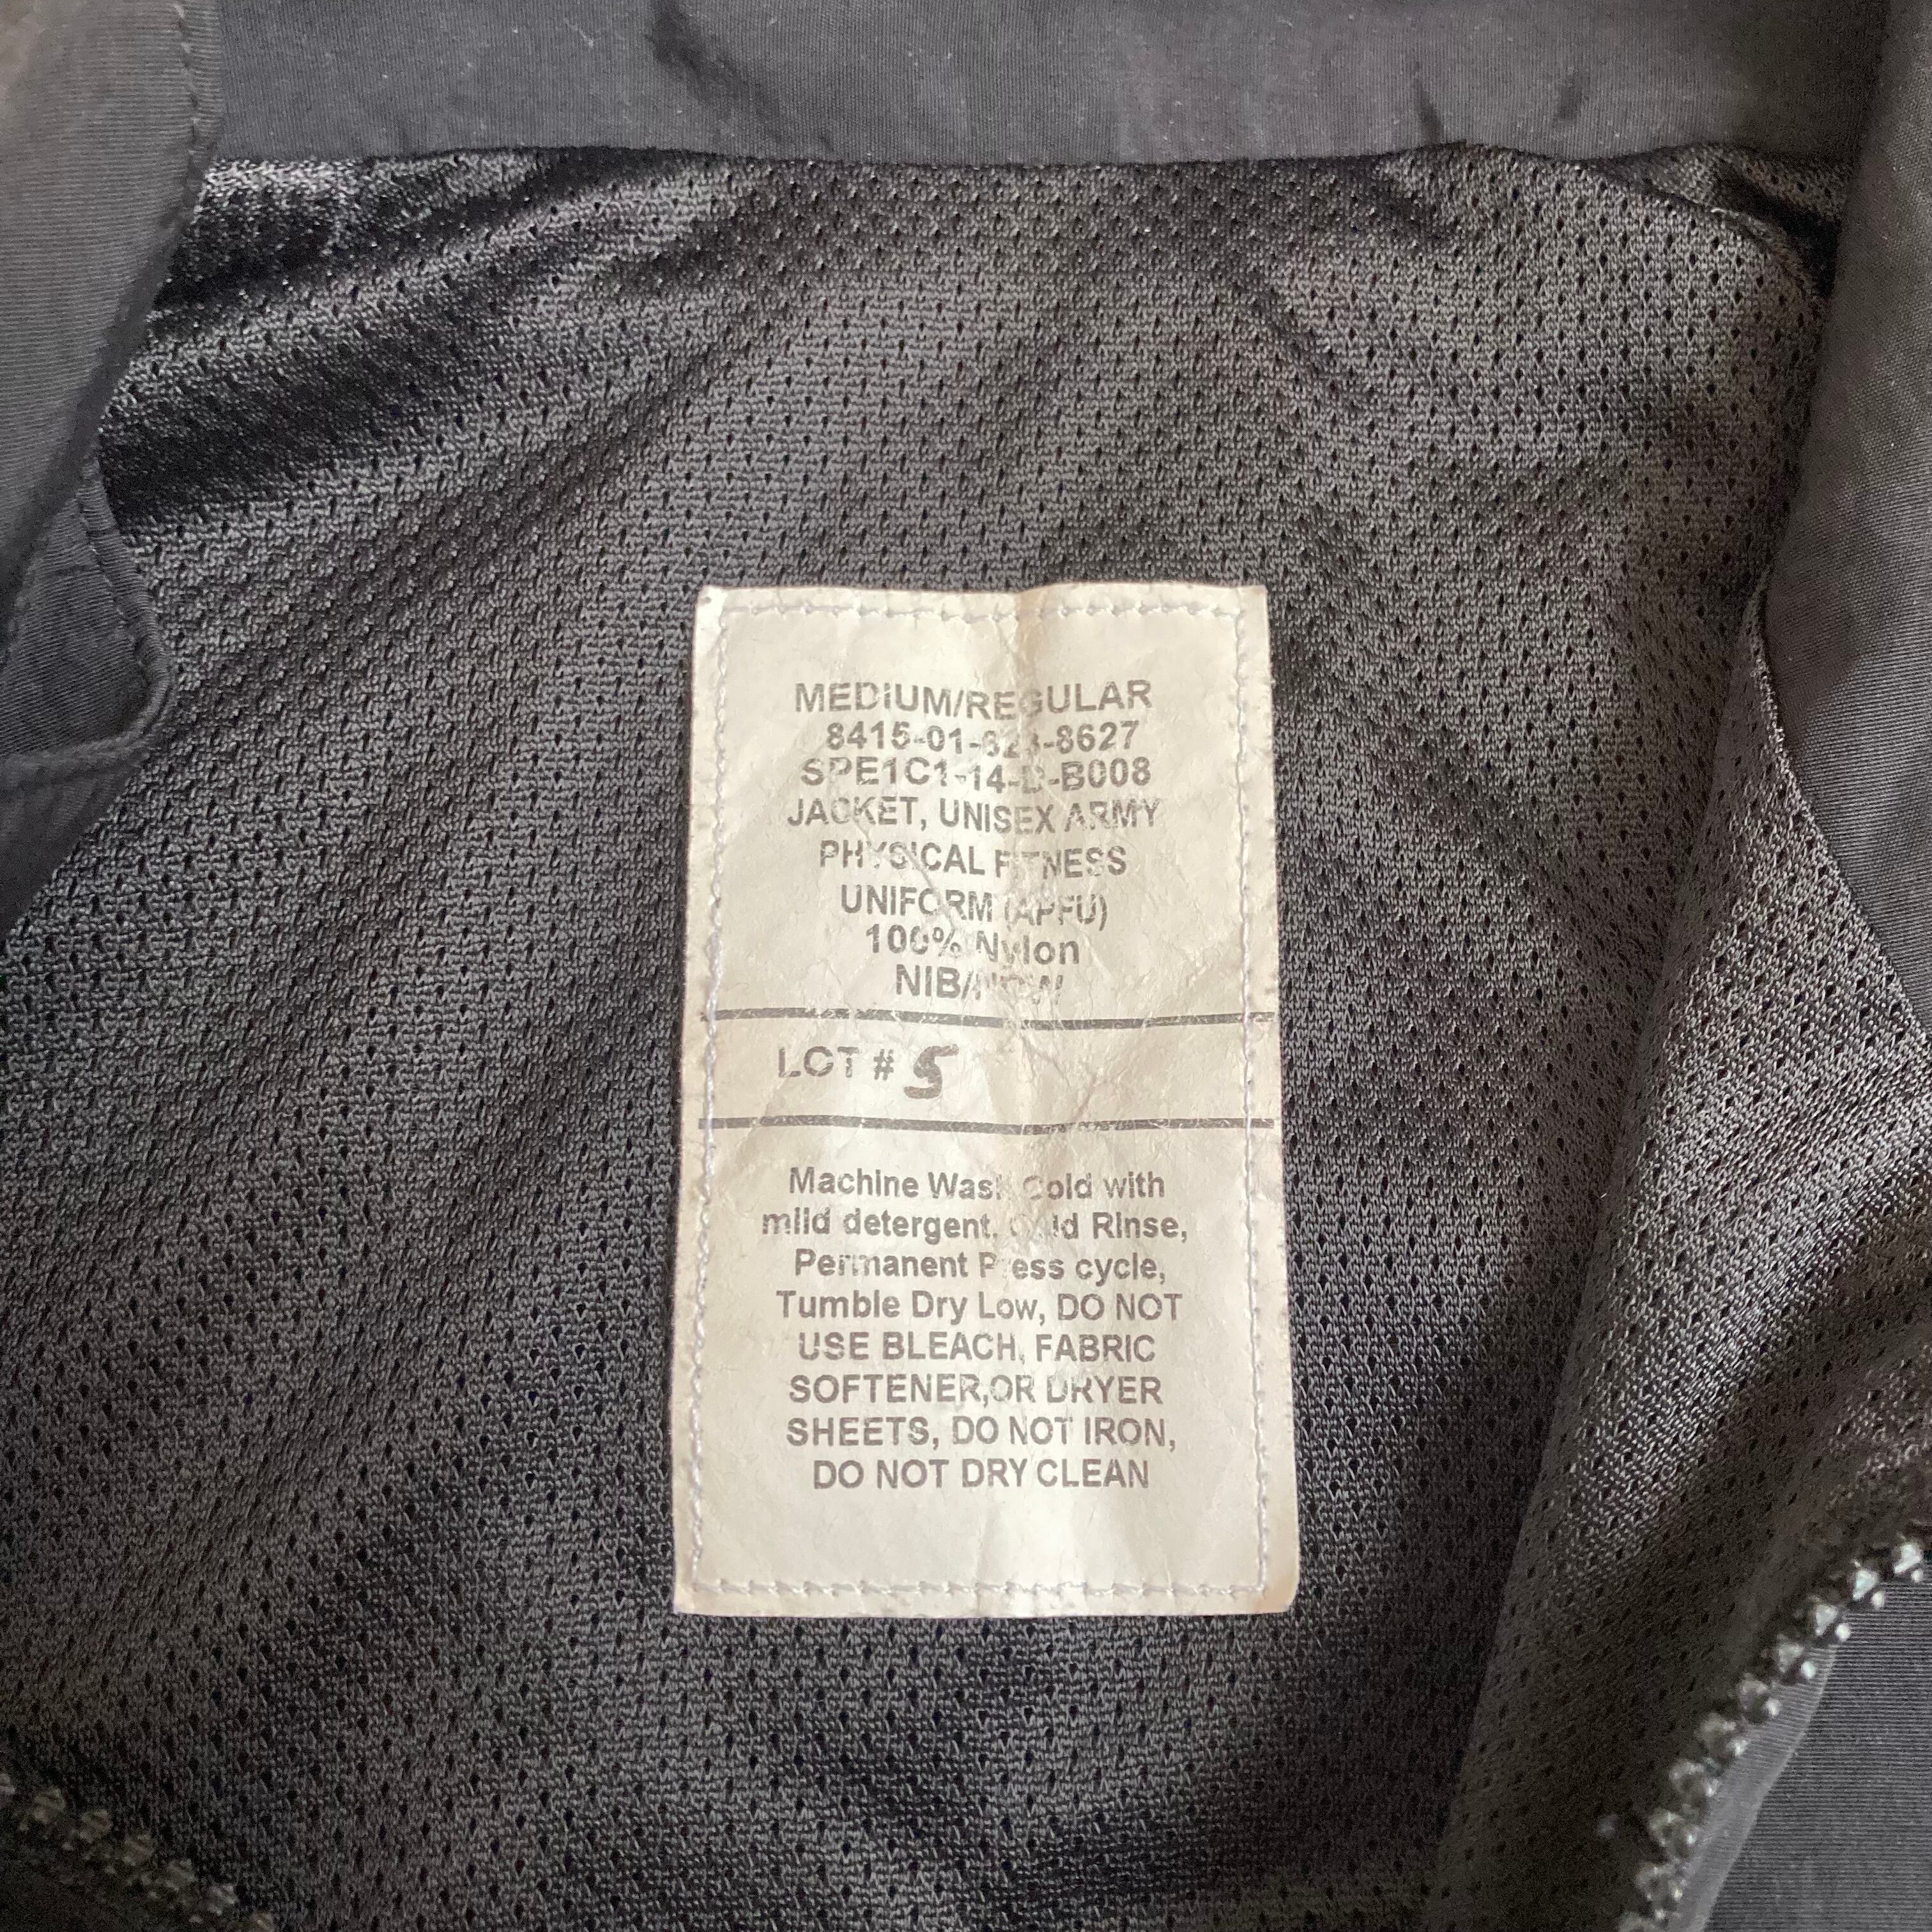 MEDIUM/REGULAR
SPE1C1-14-D-B008
JACKET, UNISEX ARMY
PHYSICAL FITNESS
UNIFORM (APFU)
100% Nylon
LOT # 5
Machine Wash Cold with
mild detergent, Cold Rinse,
Permanent Press cycle,
Tumble Dry Low, DO NOT
USE BLEACH, FABRIC
SOFTENER,OR DRYER
SHEETS, DO NOT IRON,
DO NOT DRY CLEAN